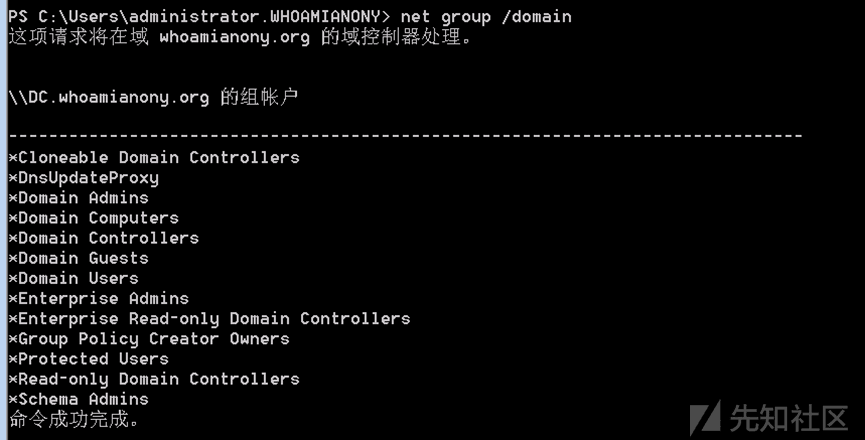 PS C:\Users\administrator.WHOAMIANONY> net group /domain
这项请求将在域 whoamianony.org 的域控制器处理。
\\DC.whoamianony.org 的组帐户
-------------------------------------------------------------------------------
*Cloneable Domain Controllers
*DnsUpdateProxy
*Domain Admins
*Domain Computers
*Domain Controllers
*Domain Guests
*Domain Users
*Enterprise Admins
*Enterprise Read-only Domain Controllers
*Group Policy Creator Owners
*Protected Users
*Read-only Domain Controllers
*Schema Admins
命令成功完成。
先知社区